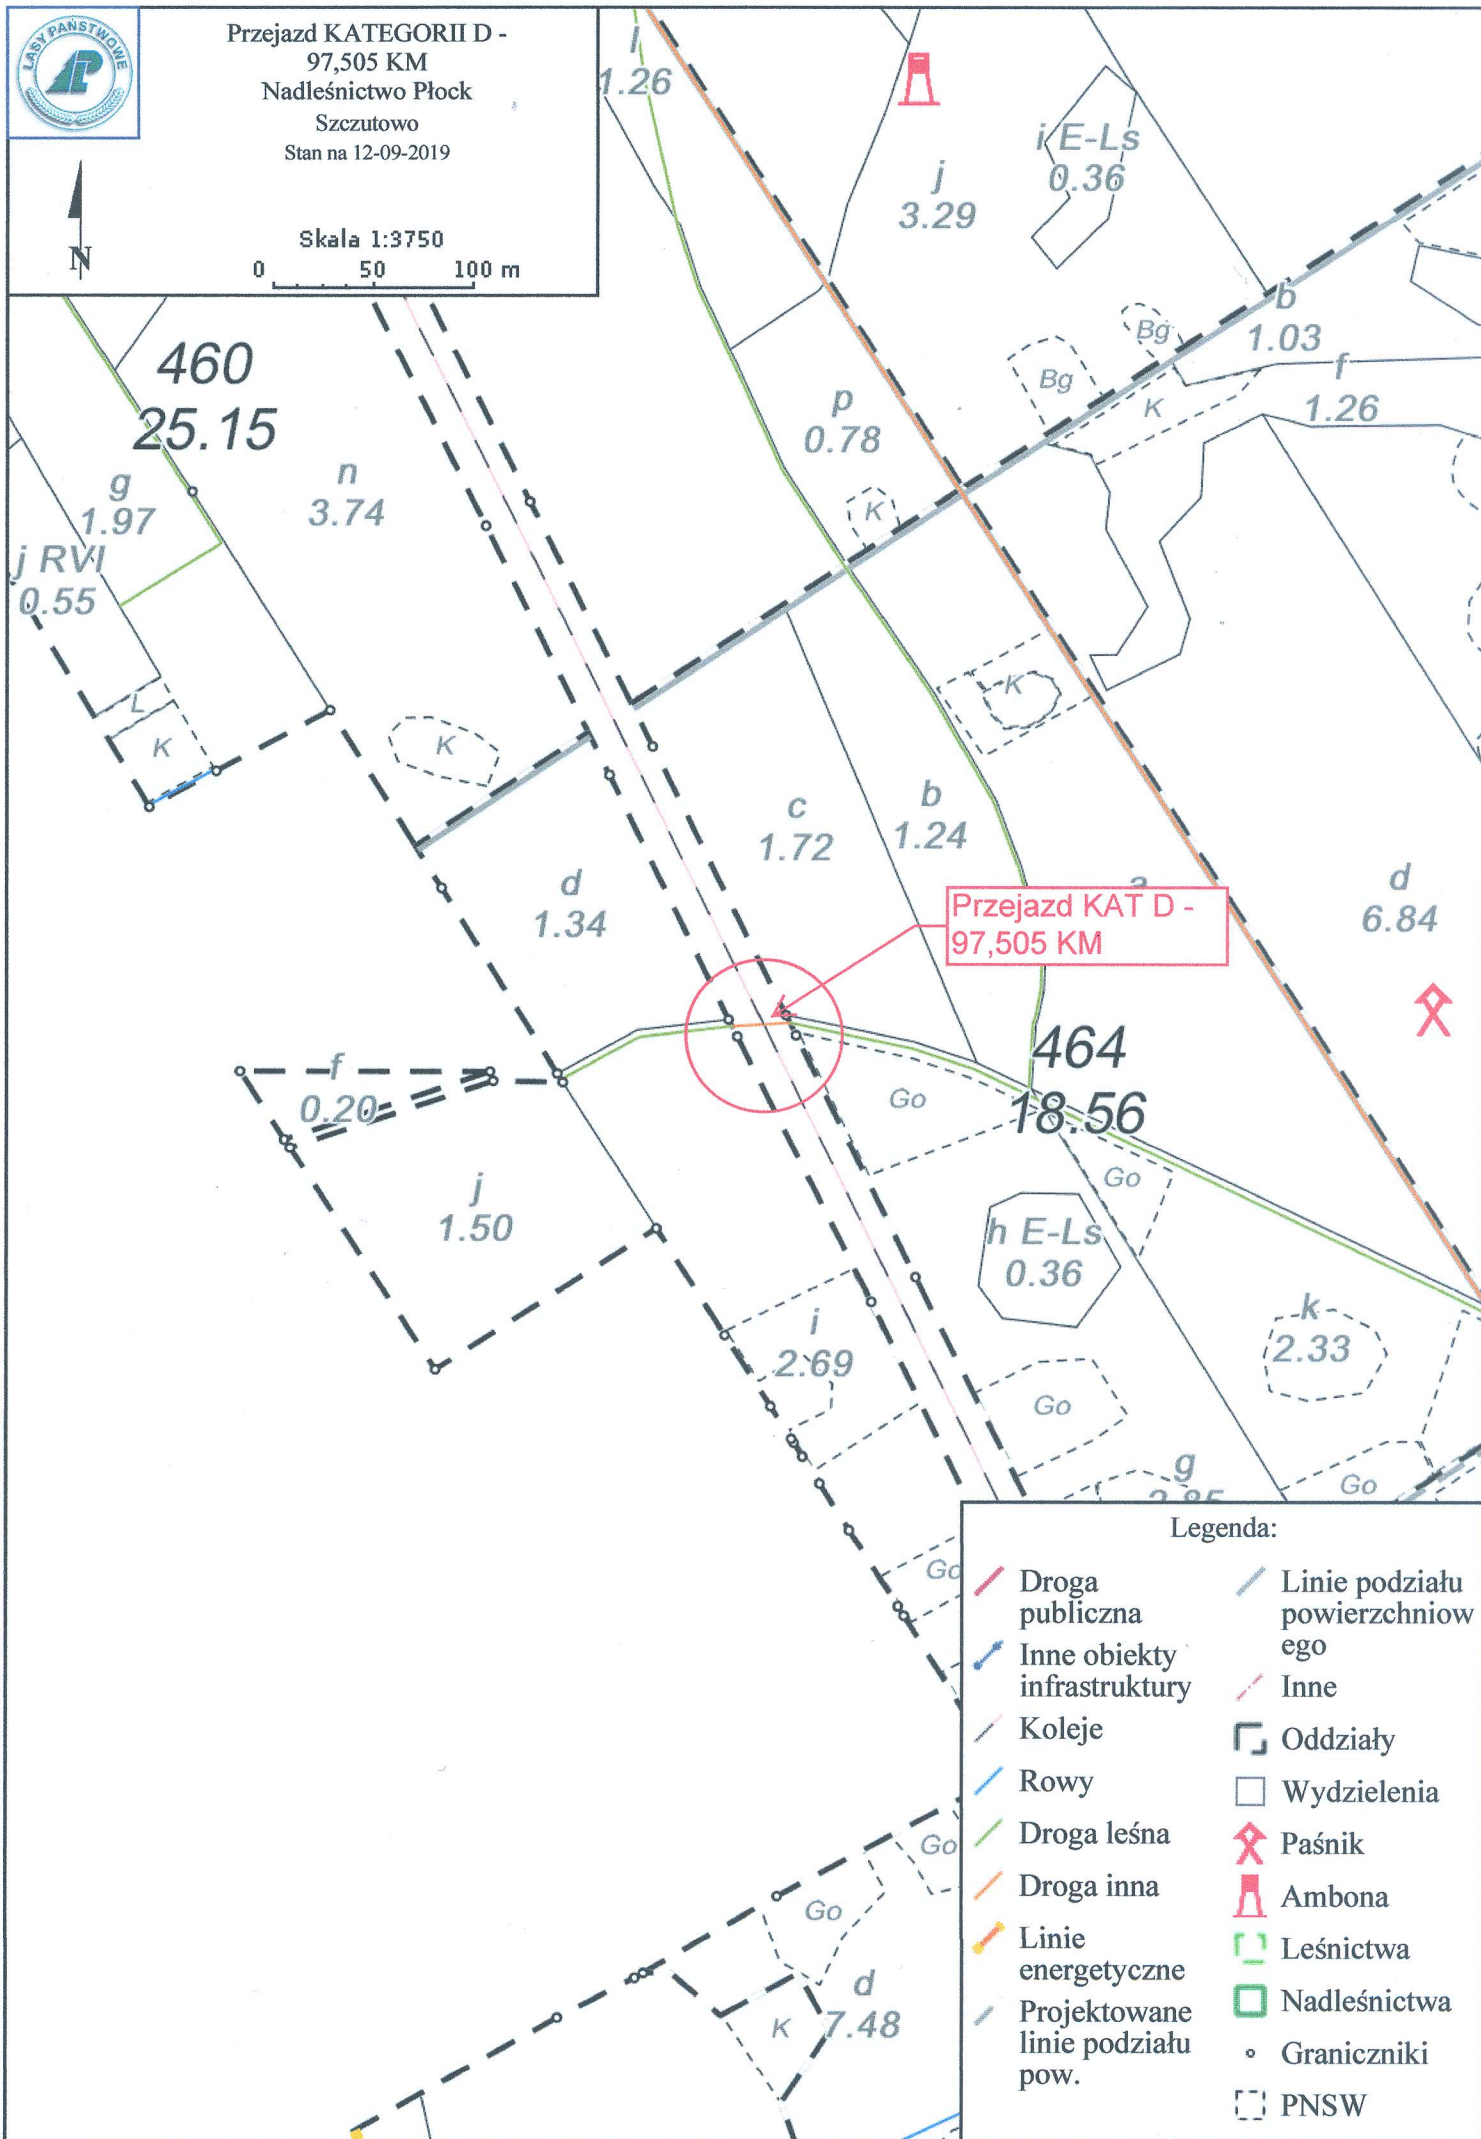 LASY PAŃSTWOWE
Przejazd KATEGORII D -
97,505 KM
Nadleśnictwo Płock
Szczutowo
Stan na 12-09-2019
N
Skala 1:3750
0 50 100 m
l
1.26
j
3.29
i E-Ls
0.36
b
1.03
f
1.26
Bg
Bg
K
460
25.15
p
0.78
K
g
1.97
n
3.74
j RVI
0.55
L
K
K
K
c
1.72
b
1.24
a
d
6.84
d
1.34
Przejazd KAT D -
97,505 KM
464
18.56
f
0.20
Go
Go
j
1.50
h E-Ls
0.36
i
2.69
k
2.33
Go
g
2.85
Go
Go
Go
Go
d
7.48
K
Legenda:
Droga
publiczna
Inne obiekty
infrastruktury
Koleje
Rowy
Droga leśna
Droga inna
Linie
energetyczne
Projektowane
linie podziału
pow.
Linie podziału
powierzchniow
ego
Inne
Oddziały
Wydzielenia
Paśnik
Ambona
Leśnictwa
Nadleśnictwa
Graniczniki
PNSW